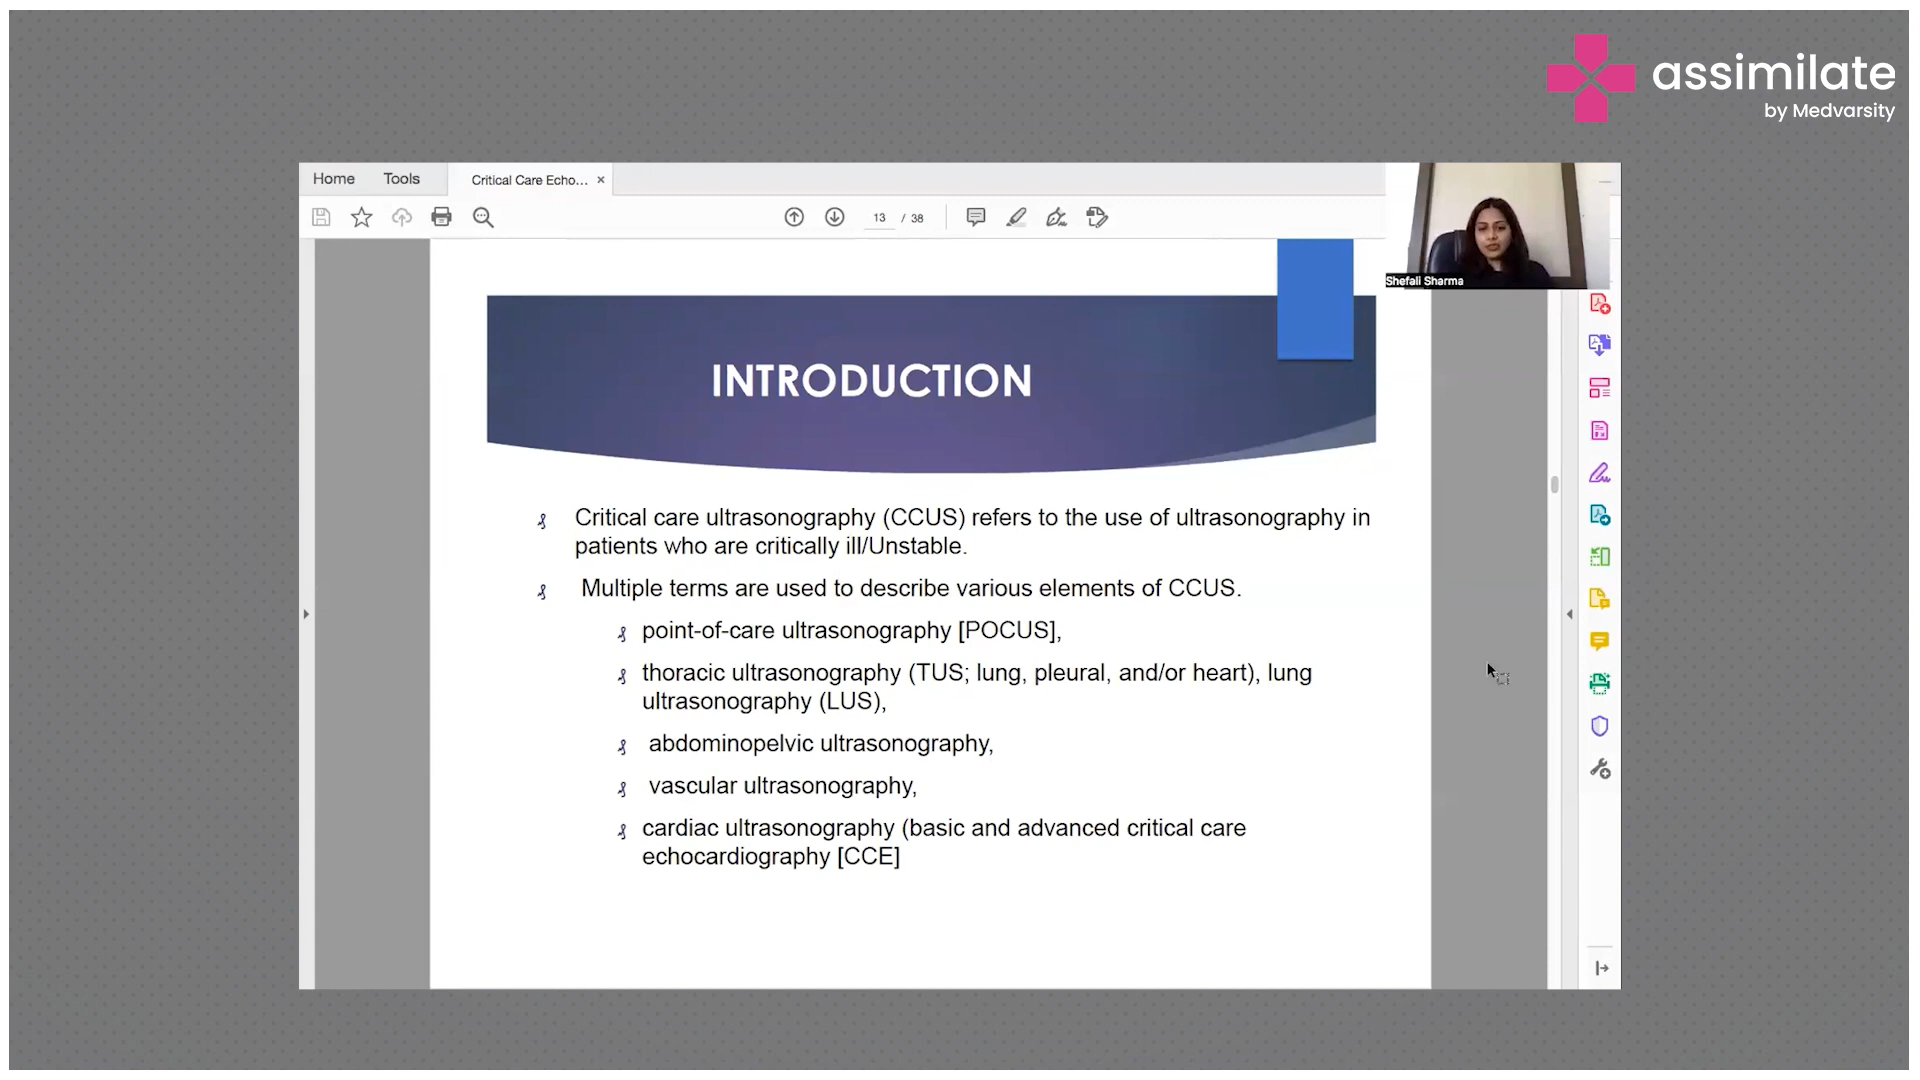 assimilate
by Medvarsity
Home Tools Critical Care Echo... ×
13 / 38
Shefali Sharma
INTRODUCTION
Critical care ultrasonography (CCUS) refers to the use of ultrasonography in
patients who are critically ill/Unstable.
Multiple terms are used to describe various elements of CCUS.
point-of-care ultrasonography [POCUS],
thoracic ultrasonography (TUS; lung, pleural, and/or heart), lung
ultrasonography (LUS),
abdominopelvic ultrasonography,
vascular ultrasonography,
cardiac ultrasonography (basic and advanced critical care
echocardiography [CCE]